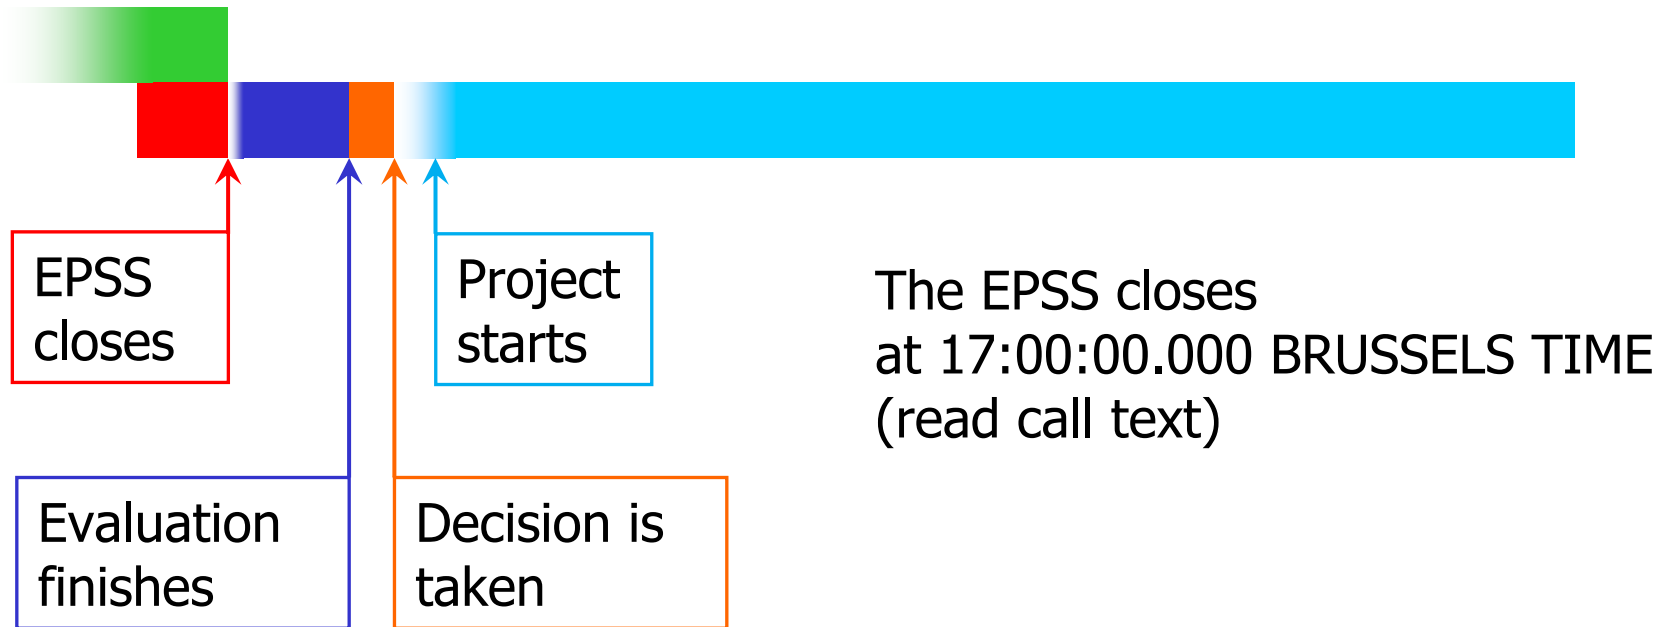 EPSS
closes
Project
starts
The EPSS closes
at 17:00:00.000 BRUSSELS TIME
(read call text)
Evaluation
finishes
Decision is
taken